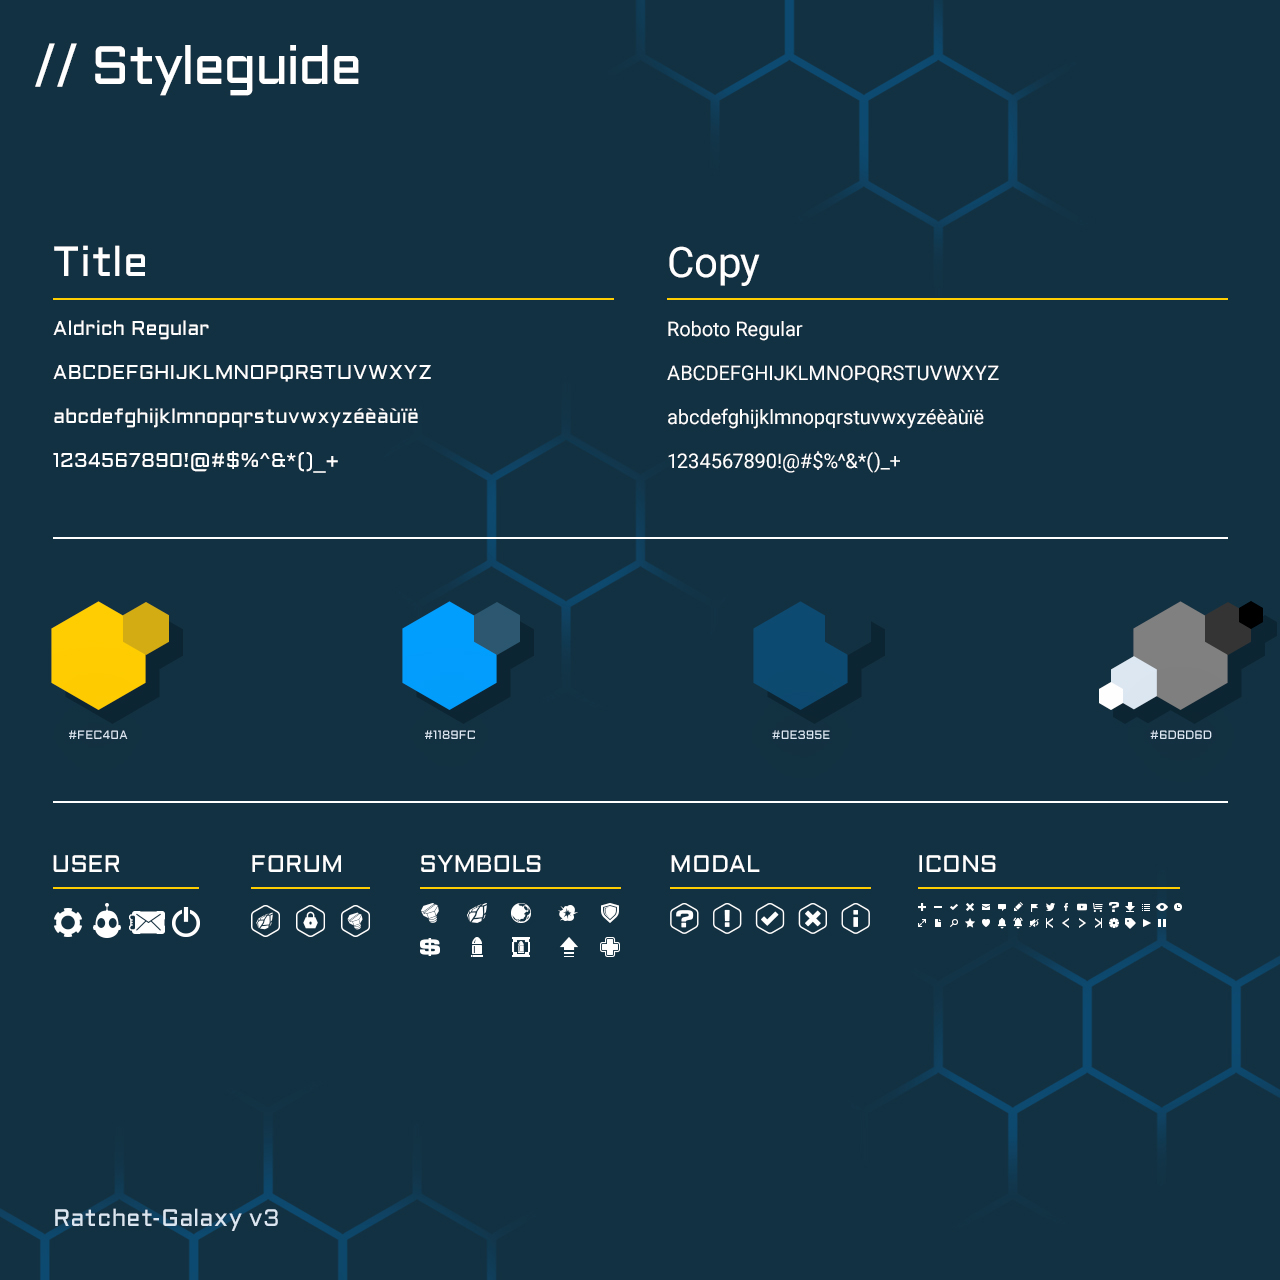 // Styleguide
Title
Aldrich Regular
ABCDEFGHIJKLMNOPQRSTUVWXYZ
abcdefghijklmnopqrstuvwxyzéèàùïë
1234567890!@#$%^&*()_+
Copy
Roboto Regular
ABCDEFGHIJKLMNOPQRSTUVWXYZ
abcdefghijklmnopqrstuvwxyzéèàùïë
1234567890!@#$%^&*()_+
#FEC40A
#1189FC
#0E395E
#6D6D6D
USER
FORUM
SYMBOLS
MODAL
ICONS
Ratchet-Galaxy v3